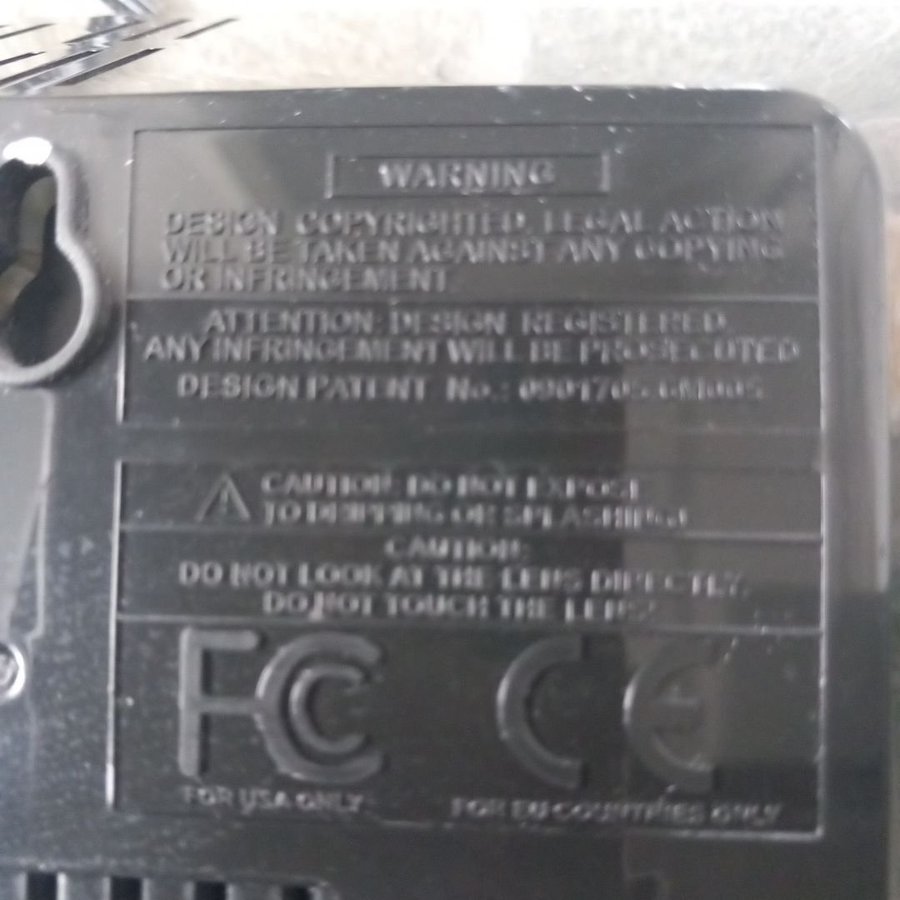 WARNING
DESIGN COPYRIGHTED. LEGAL ACTION
WILL BE TAKEN AGAINST ANY COPYING
OR INFRINGEMENT.
ATTENTION: DESIGN REGISTERED.
ANY INFRINGEMENT WILL BE PROSECUTED
DESIGN PATENT No.:
CAUTION: DO NOT EXPOSE
TO DRIPPING OR SPLASHING!
CAUTION:
DO NOT LOOK AT THE LENS DIRECTLY,
DO NOT TOUCH THE LENS!
FC CE
FOR USA ONLY
FOR EU COUNTRIES ONLY